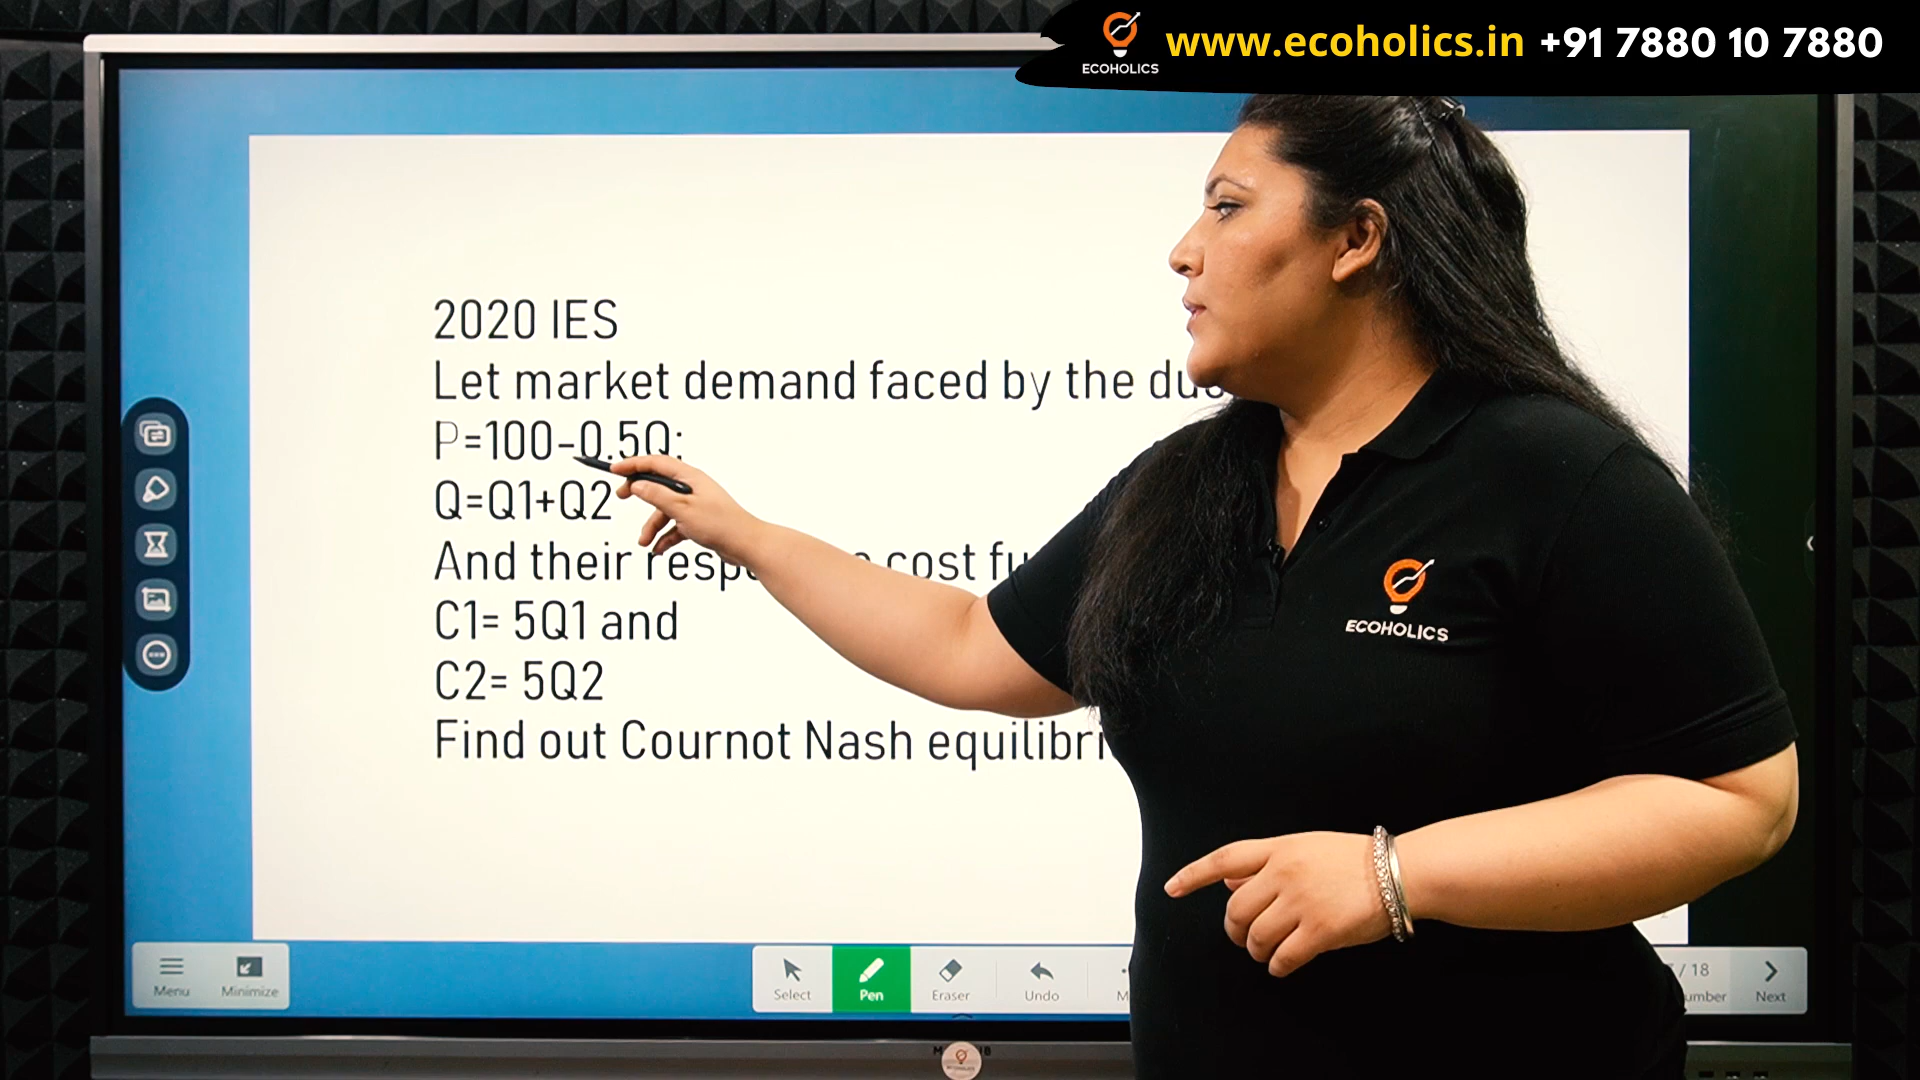 www.ecoholics.in +91 7880 10 7880
ECOHOLICS
2020 IES
Let market demand faced by the
P=100-0.5Q:
Q=Q1+Q2
And their cost
C1= 5Q1 and
C2= 5Q2
Find out Cournot Nash
ECOHOLICS
Menu
Minimize
Select
Pen
Eraser
Undo
/ 18
Next